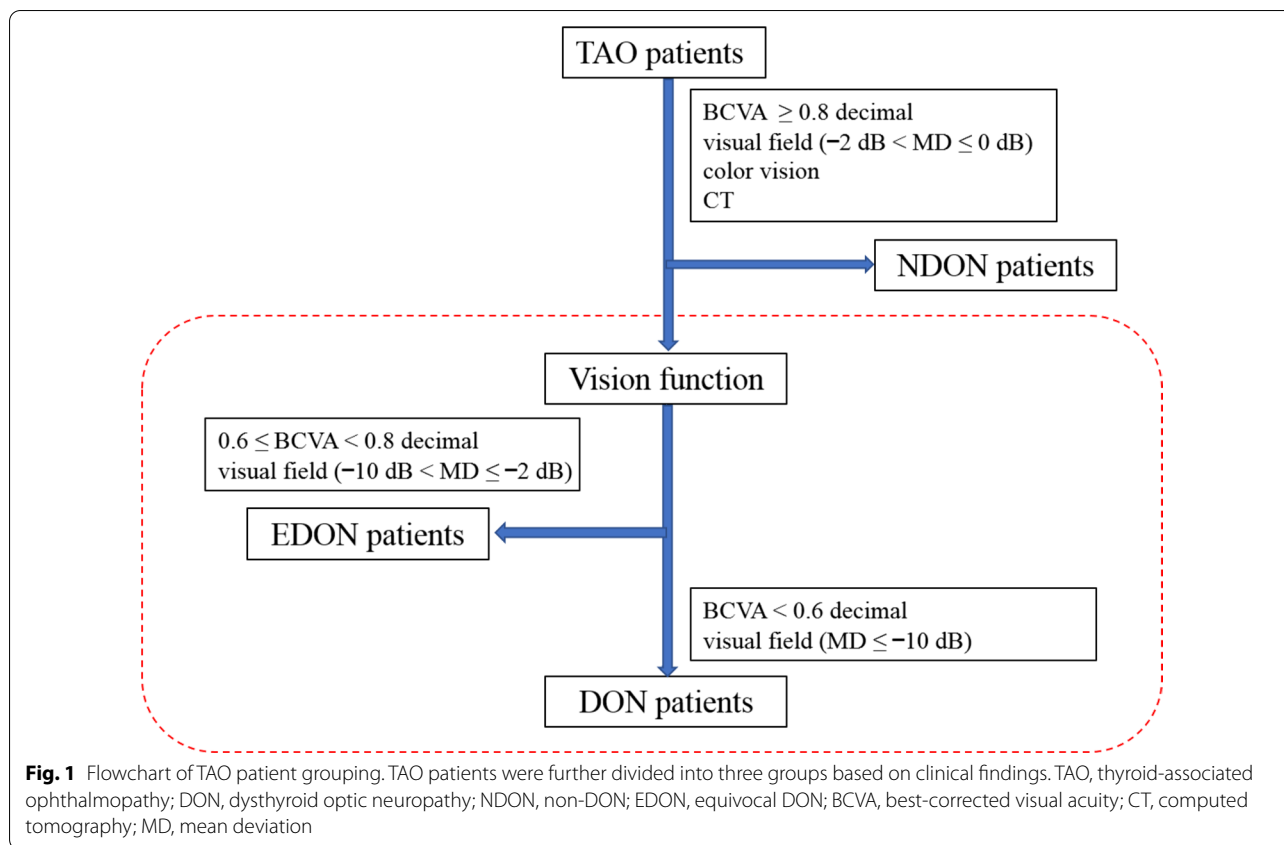 TAO patients
BCVA ≥ 0.8 decimal
visual field (−2 dB < MD ≤ 0 dB)
color vision
CT
NDON patients
Vision function
0.6 ≤ BCVA < 0.8 decimal
visual field (−10 dB < MD ≤ −2 dB)
EDON patients
BCVA < 0.6 decimal
visual field (MD ≤ −10 dB)
DON patients
Fig. 1 Flowchart of TAO patient grouping. TAO patients were further divided into three groups based on clinical findings. TAO, thyroid-associated
ophthalmopathy; DON, dysthyroid optic neuropathy; NDON, non-DON; EDON, equivocal DON; BCVA, best-corrected visual acuity; CT, computed
tomography; MD, mean deviation